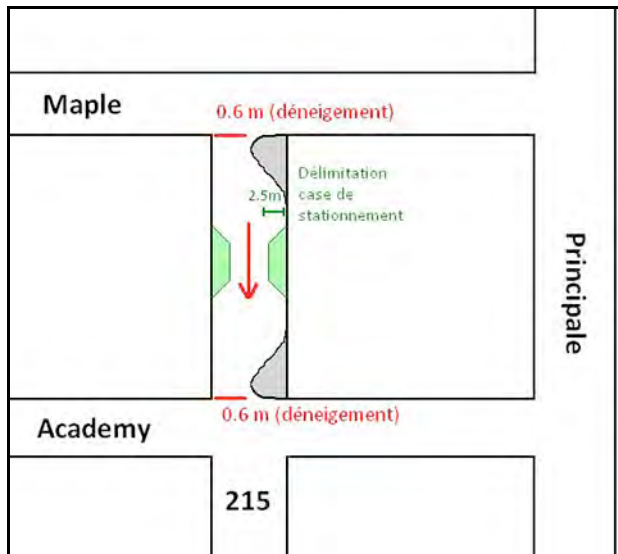 Maple
0.6 m (déneigement)
Délimitation
case de
stationnement
2.5m
Principale
0.6 m (déneigement)
Academy
215